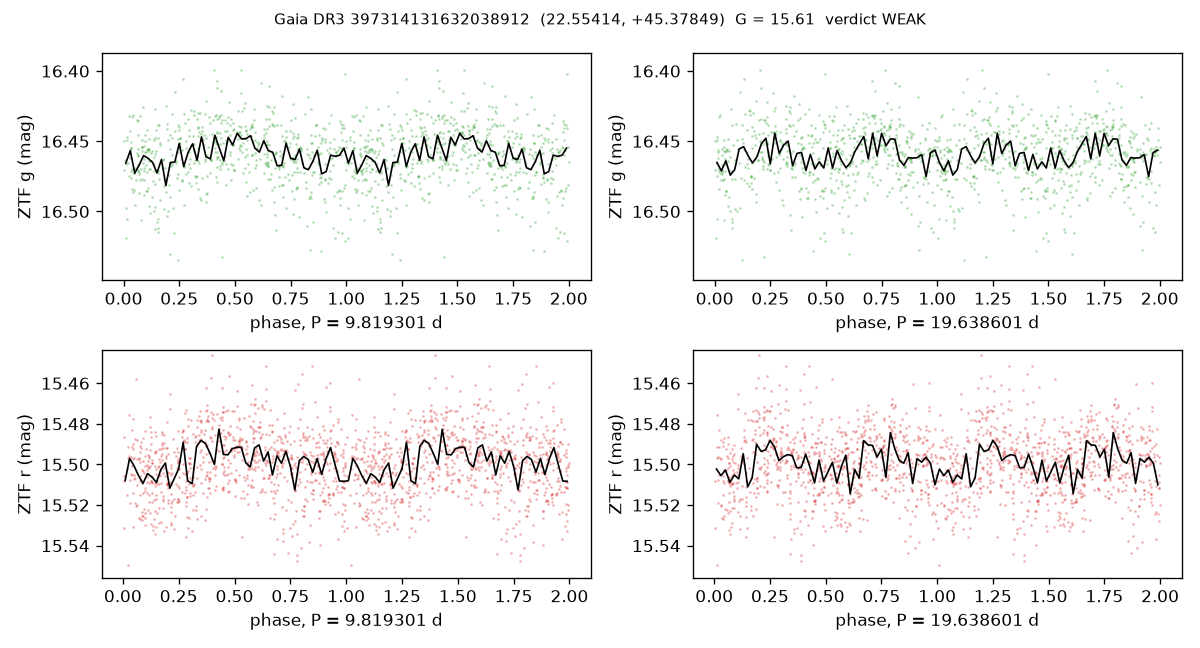 Gaia DR3 397314131632038912 (22.55414, +45.37849) G = 15.61 verdict WEAK
ZTF g (mag)
16.40
16.45
16.50
0.00 0.25 0.50 0.75 1.00 1.25 1.50 1.75 2.00
phase, P = 9.819301 d
ZTF g (mag)
16.40
16.45
16.50
0.00 0.25 0.50 0.75 1.00 1.25 1.50 1.75 2.00
phase, P = 19.638601 d
ZTF r (mag)
15.46
15.48
15.50
15.52
15.54
0.00 0.25 0.50 0.75 1.00 1.25 1.50 1.75 2.00
phase, P = 9.819301 d
ZTF r (mag)
15.46
15.48
15.50
15.52
15.54
0.00 0.25 0.50 0.75 1.00 1.25 1.50 1.75 2.00
phase, P = 19.638601 d